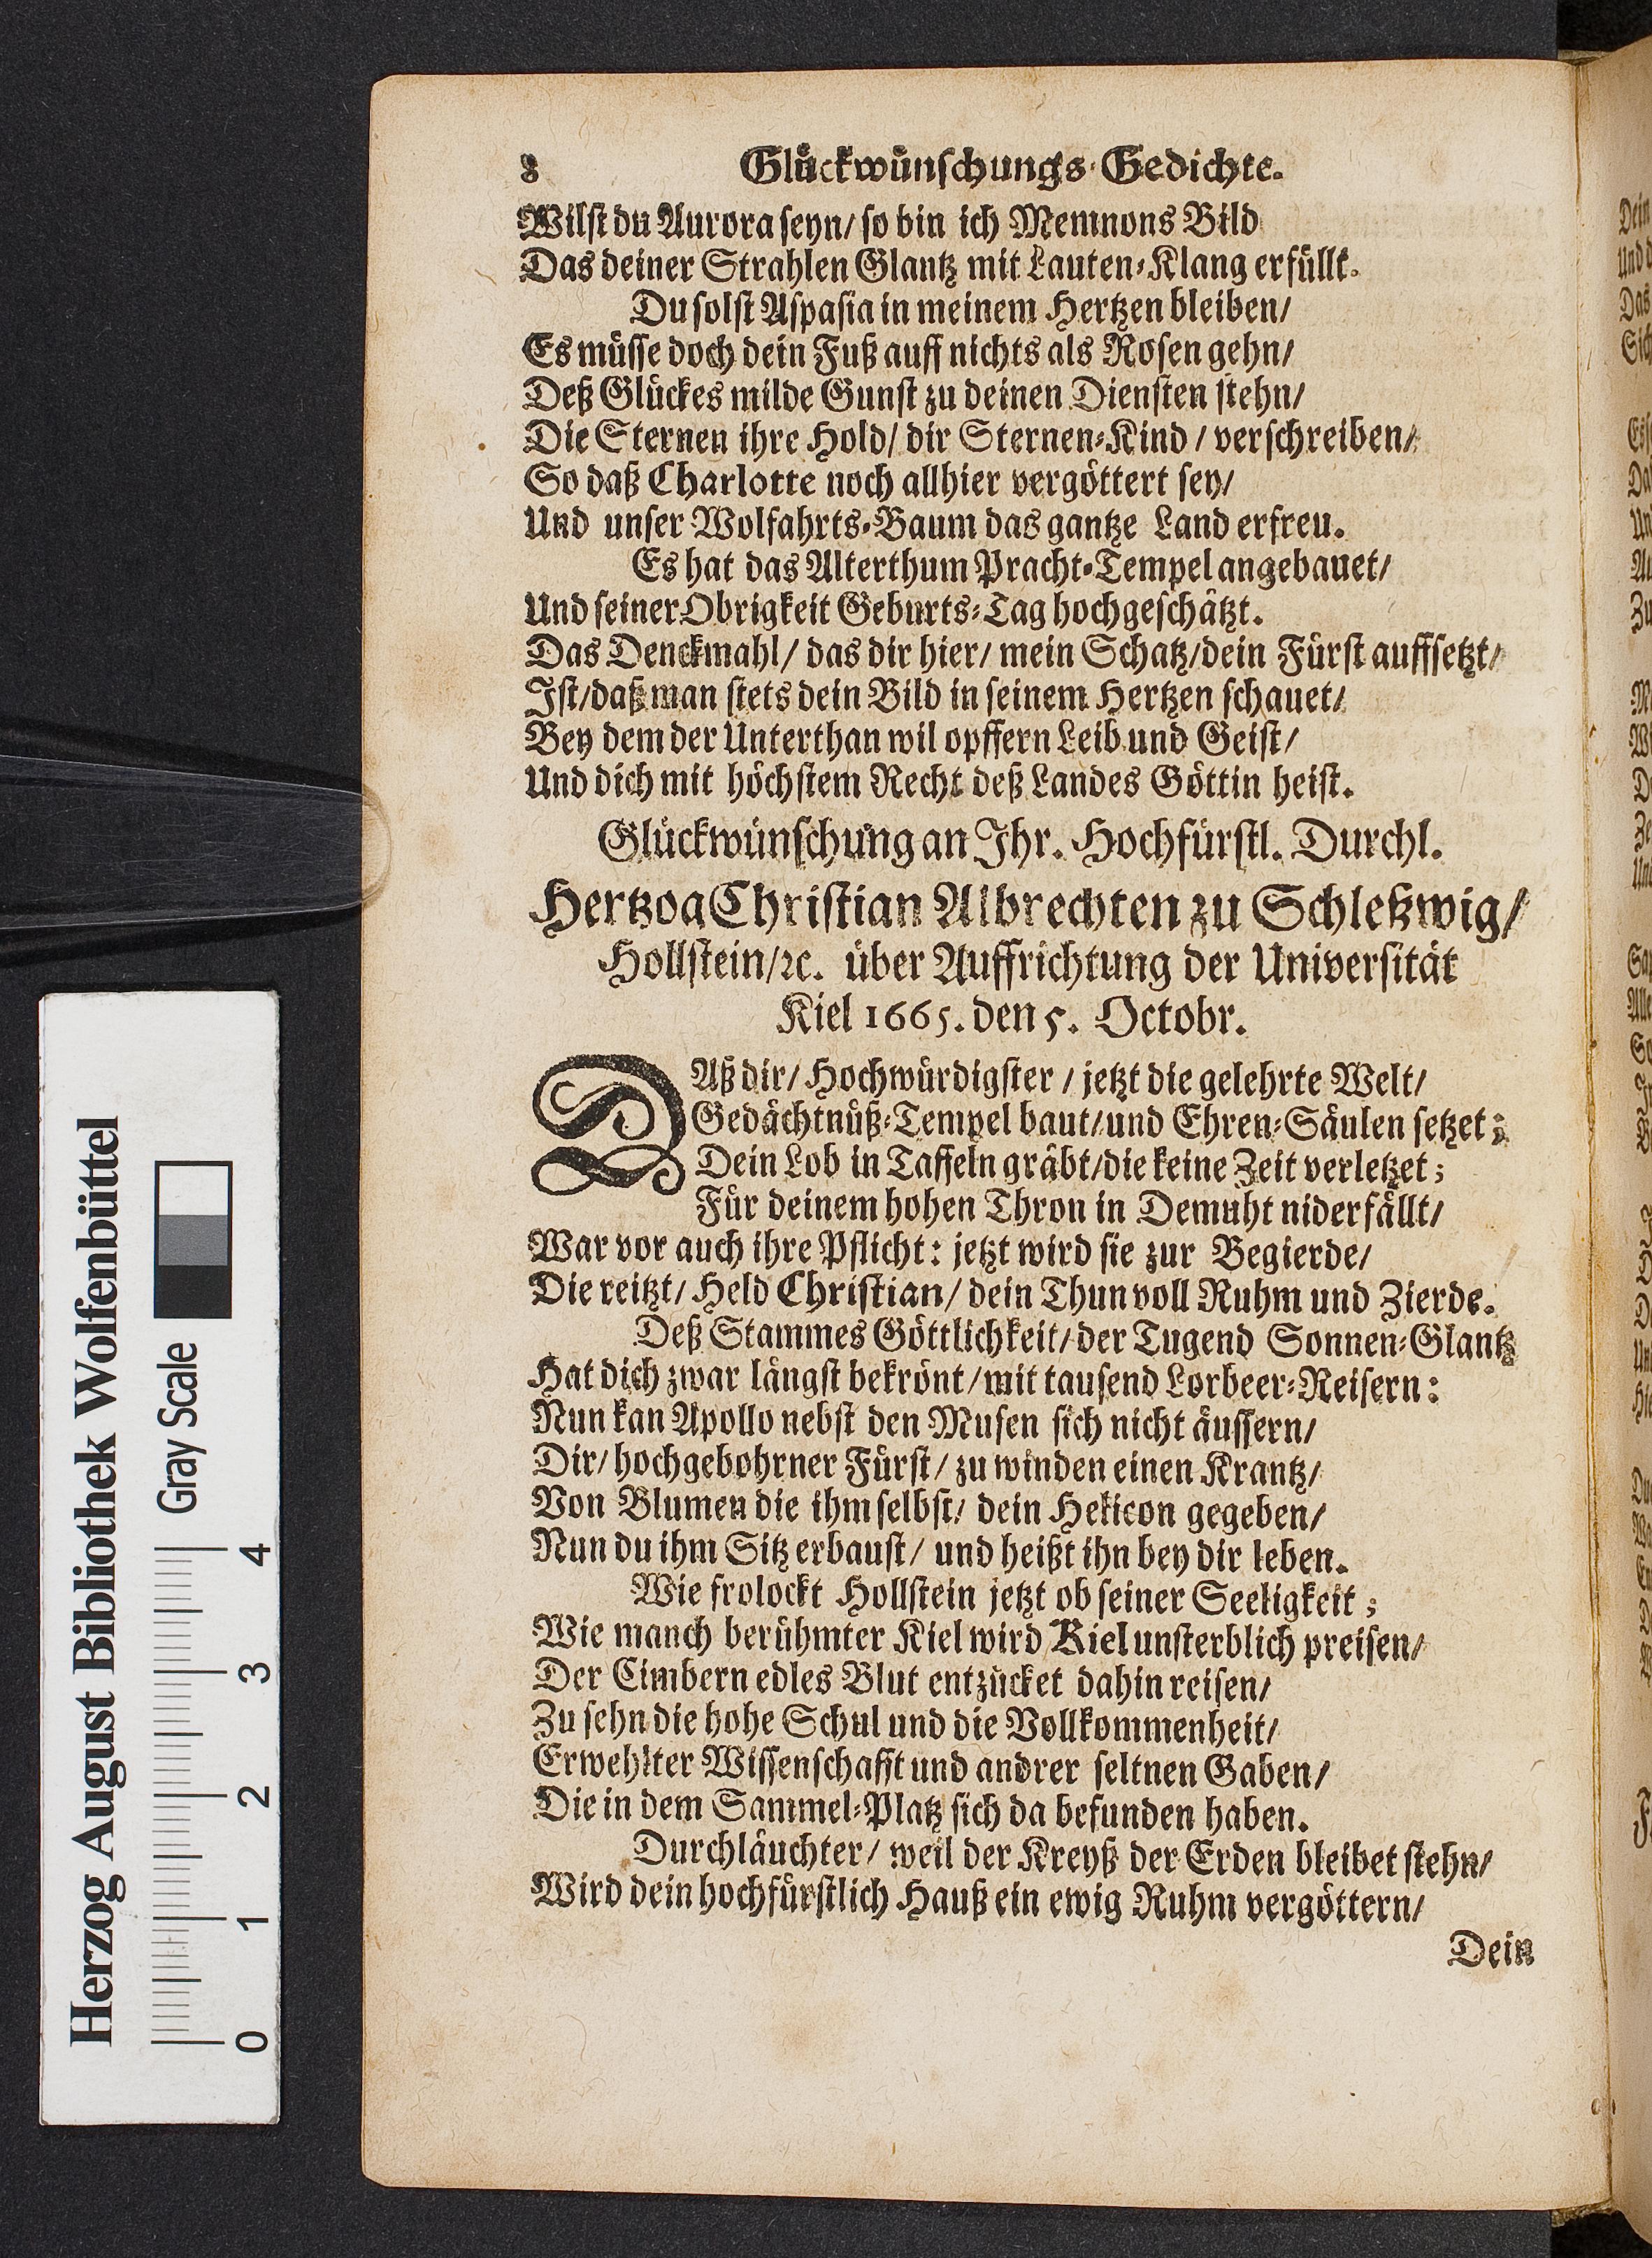 8 Glückwünschungs-Gedichte.
Wilst du Aurora seyn/ so bin ich Memnons Bild
Das deiner Strahlen Glantz mit Lauten-Klang erfüllt.
Du solst Aspasia in meinem Hertzen bleiben/
Es müsse doch dein Fuß auff nichts als Rosen gehn/
Deß Glückes milde Gunst zu deinen Diensten stehn/
Die Sternen ihre Hold/ dir Sternen-Kind / verschreiben/
So daß Charlotte noch allhier vergöttert sey/
Und unser Wolfahrts-Baum das gantze Land erfreu.
Es hat das Alterthum Pracht-Tempel angebauet/
Und seiner Obrigkeit Geburts-Tag hochgeschätzt.
Das Denckmahl/ das dir hier/ mein Schatz/dein Fürst auffsetzt/
Ist/daß man stets dein Bild in seinem Hertzen schauet/
Bey dem der Unterthan wil opffern Leib und Geist/
Und dich mit höchstem Recht deß Landes Göttin heist.
Glückwünschung an Ihr. Hochfürstl. Durchl.
Hertzog Christian Albrechten zu Schleßwig/
Hollstein/ꝛc. über Auffrichtung der Universität
Kiel 1665. den 5. Octobr.
DAß dir/ Hochwürdigster / jetzt die gelehrte Welt/
Gedächtnüß-Tempel baut/und Ehren-Säulen setzet;
Dein Lob in Taffeln gräbt/die keine Zeit verletzet;
Für deinem hohen Thron in Demuht niderfällt/
War vor auch ihre Pflicht: jetzt wird sie zur Begierde/
Die reitzt/ Held Christian/ dein Thun voll Ruhm und Zierde.
Deß Stammes Göttlichkeit/ der Tugend Sonnen-Glantz
Hat dich zwar längst bekrönt/mit tausend Lorbeer-Reisern:
Nun kan Apollo nebst den Musen sich nicht äussern/
Dir/ hochgebohrner Fürst/ zu winden einen Krantz/
Von Blumen die ihm selbst/ dein Helicon gegeben/
Nun du ihm Sitz erbaust/ und heißt ihn bey dir leben.
Wie frolockt Hollstein jetzt ob seiner Seeligkeit;
Wie manch berühmter Kiel wird Kiel unsterblich preisen/
Der Cimbern edles Blut entzücket dahin reisen/
Zu sehn die hohe Schul und die Vollkommenheit/
Erwehlter Wissenschafft und andrer seltnen Gaben/
Die in dem Sammel-Platz sich da befunden haben.
Durchläuchter/ weil der Kreyß der Erden bleibet stehn/
Wird dein hochfürstlich Hauß ein ewig Ruhm vergöttern/
Dein
Herzog August Bibliothek Wolfenbüttel
Gray Scale
0 1 2 3 4